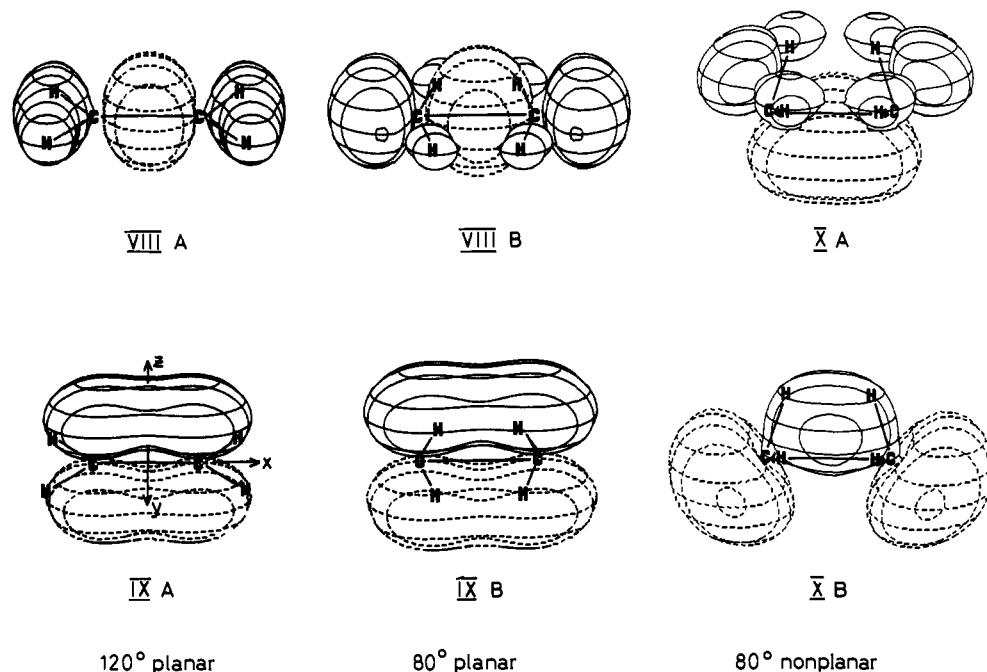 H H
C C
H H
VIII A
H H
C C
H H
VIII B
H H
C H H C
X A
z
H H
C C x
H H
y
IX A
H H
C C
H H
IX B
H H
C H H C
X B
120° planar
80° planar
80° nonplanar